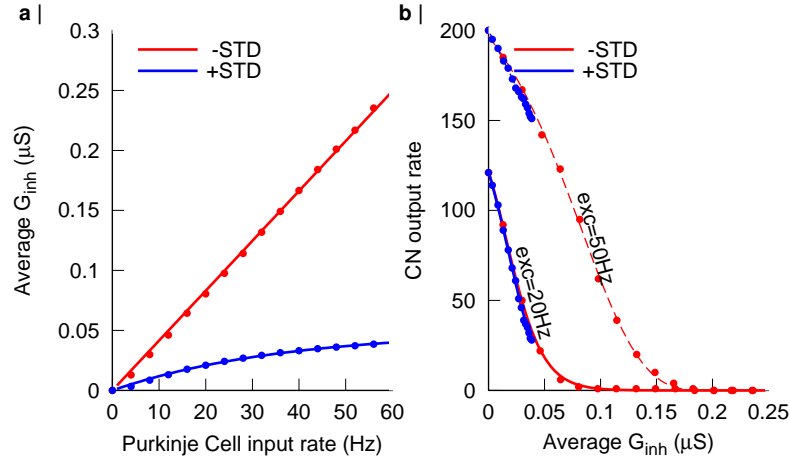 a |
-STD
+STD
Average G_inh (μS)
0.3
0.25
0.2
0.15
0.1
0.05
0
0 10 20 30 40 50 60
Purkinje Cell input rate (Hz)
b |
-STD
+STD
CN output rate
200
150
100
50
0
exc=50Hz
exc=20Hz
0 0.05 0.1 0.15 0.2 0.25
Average G_inh (μS)